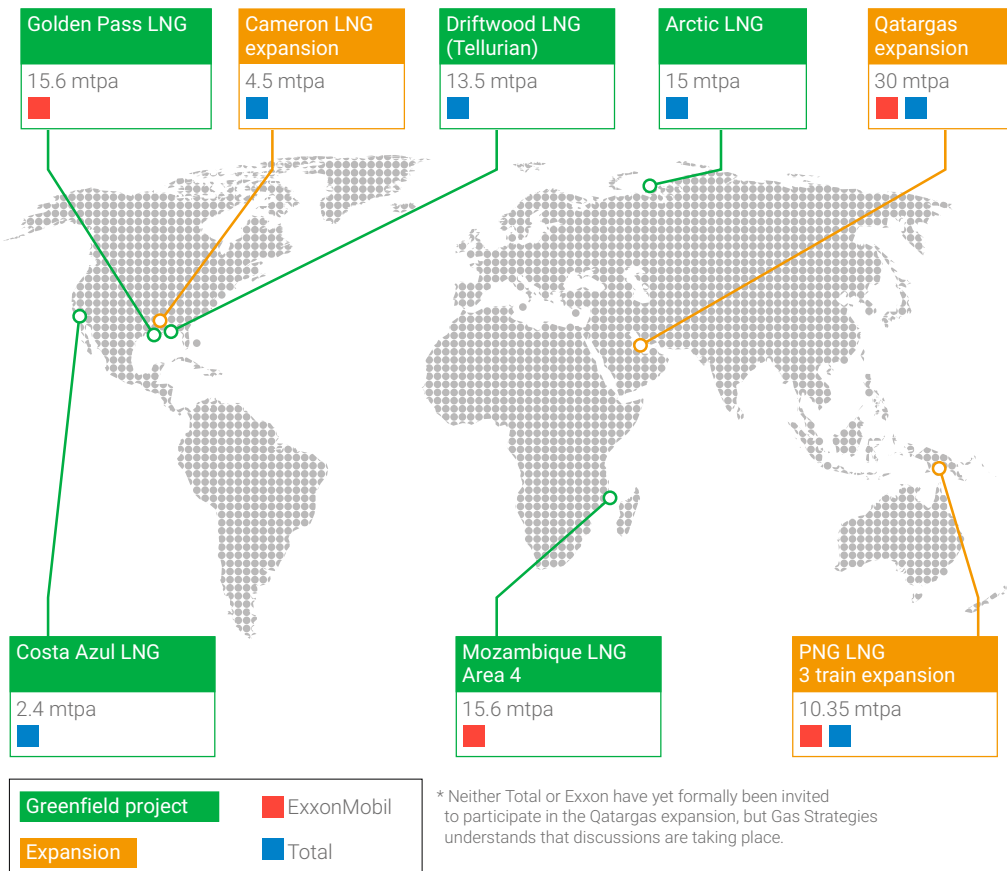 Golden Pass LNG
15.6 mtpa
Cameron LNG
expansion
4.5 mtpa
Driftwood LNG
(Tellurian)
13.5 mtpa
Arctic LNG
15 mtpa
Qatargas
expansion
30 mtpa
Costa Azul LNG
2.4 mtpa
Mozambique LNG
Area 4
15.6 mtpa
PNG LNG
3 train expansion
10.35 mtpa
Greenfield project
ExxonMobil
Expansion
Total
* Neither Total or Exxon have yet formally been invited
to participate in the Qatargas expansion, but Gas Strategies
understands that discussions are taking place.